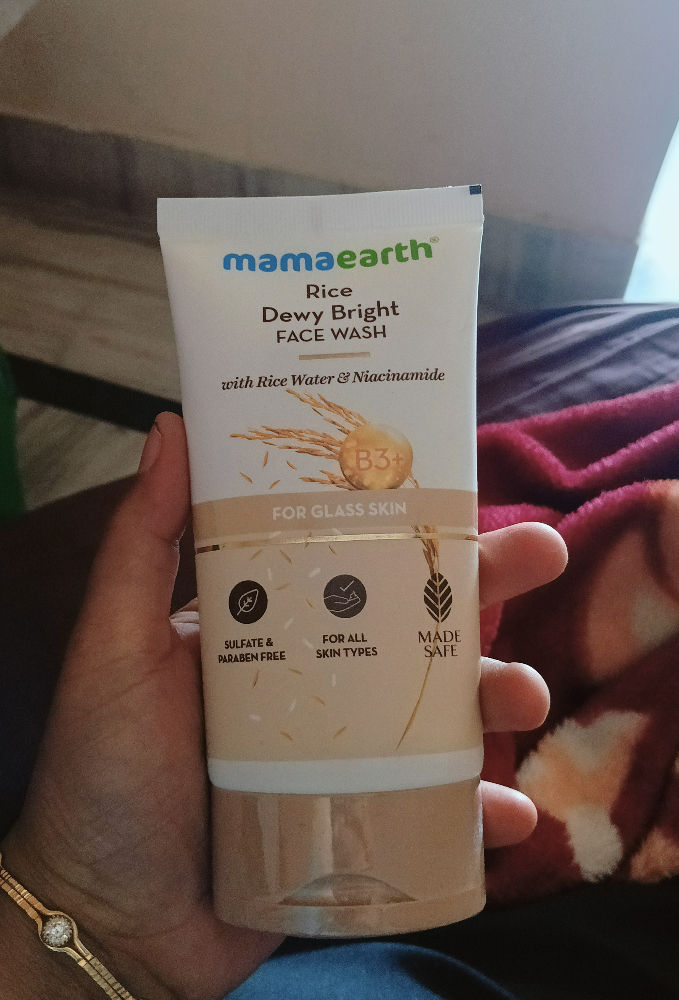 mamaearth®
Rice
Dewy Bright
FACE WASH
with Rice Water & Niacinamide
B3+
FOR GLASS SKIN
SULFATE &
PARABEN FREE
FOR ALL
SKIN TYPES
MADE
SAFE